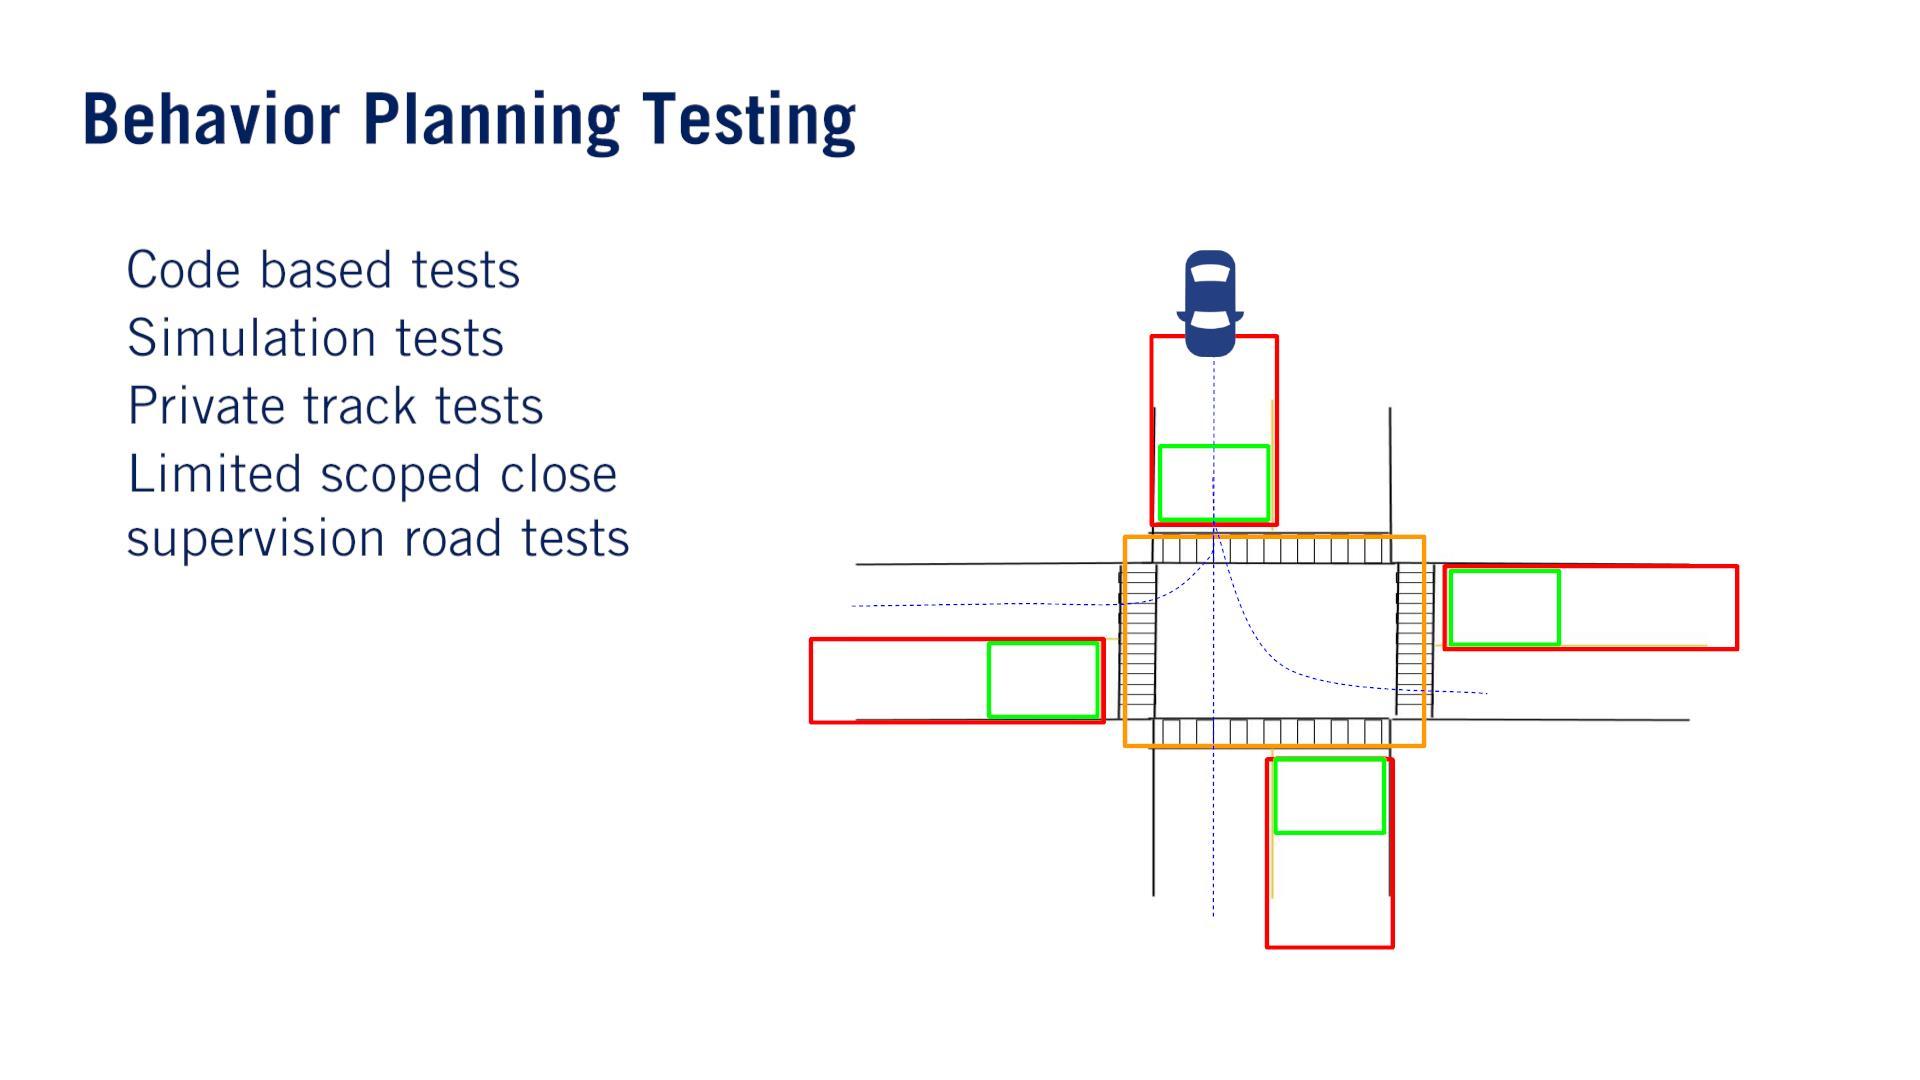 Behavior Planning Testing
Code based tests
Simulation tests
Private track tests
Limited scoped close
supervision road tests